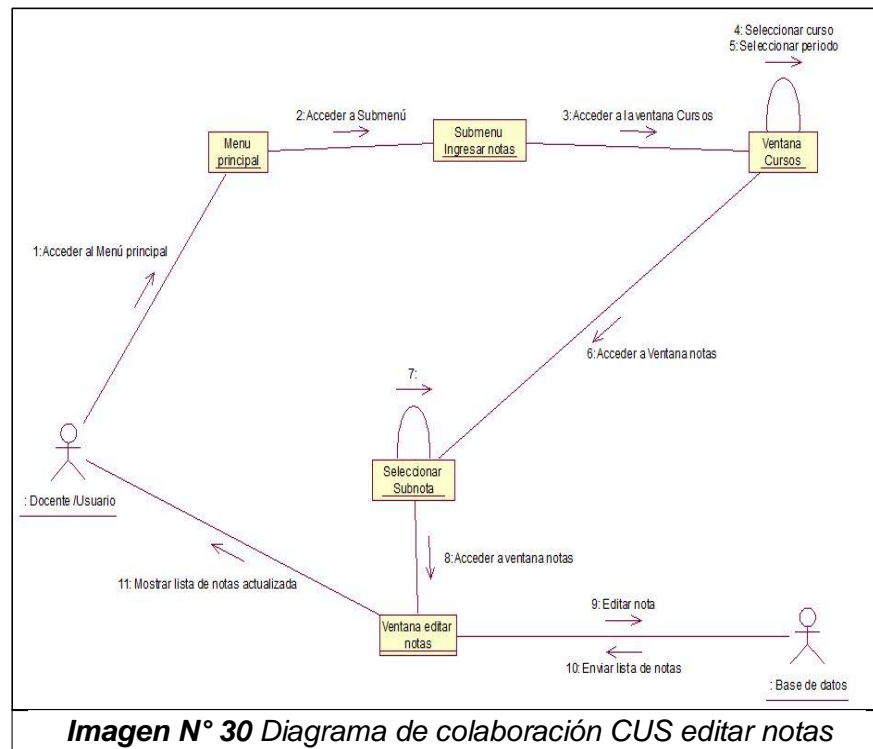 4: Seleccionar curso
5: Seleccionar periodo
2: Acceder a Submenú
3: Acceder a la ventana Cursos
Menu
principal
Submenu
Ingresar notas
Ventana
Cursos
1: Acceder al Menú principal
6: Acceder a Ventana notas
7:
Seleccionar
Subnota
: Docente /Usuario
8: Acceder a ventana notas
11: Mostrar lista de notas actualizada
9: Editar nota
Ventana editar
notas
10: Enviar lista de notas
: Base de datos
Imagen N° 30 Diagrama de colaboración CUS editar notas